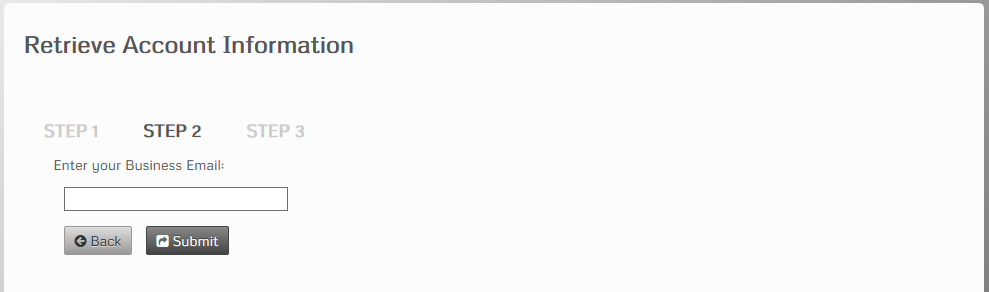 Retrieve Account Information
STEP 1 STEP 2 STEP 3
Enter your Business Email:
Back Submit